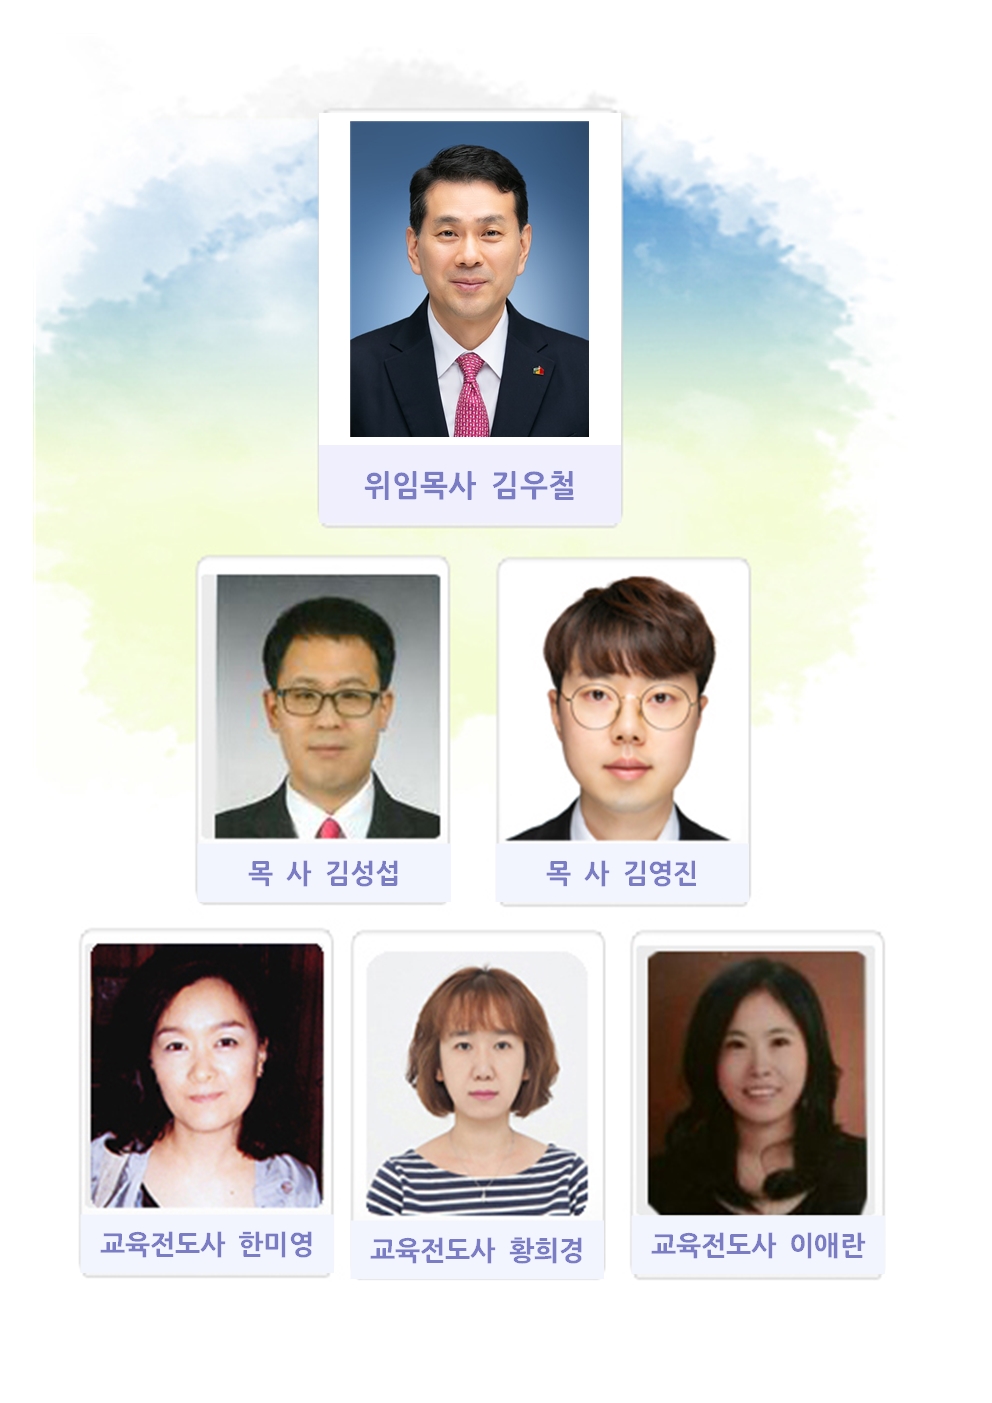 위임목사 김우철
목 사 김성섭
목 사 김영진
교육전도사 한미영
교육전도사 황희경
교육전도사 이애란